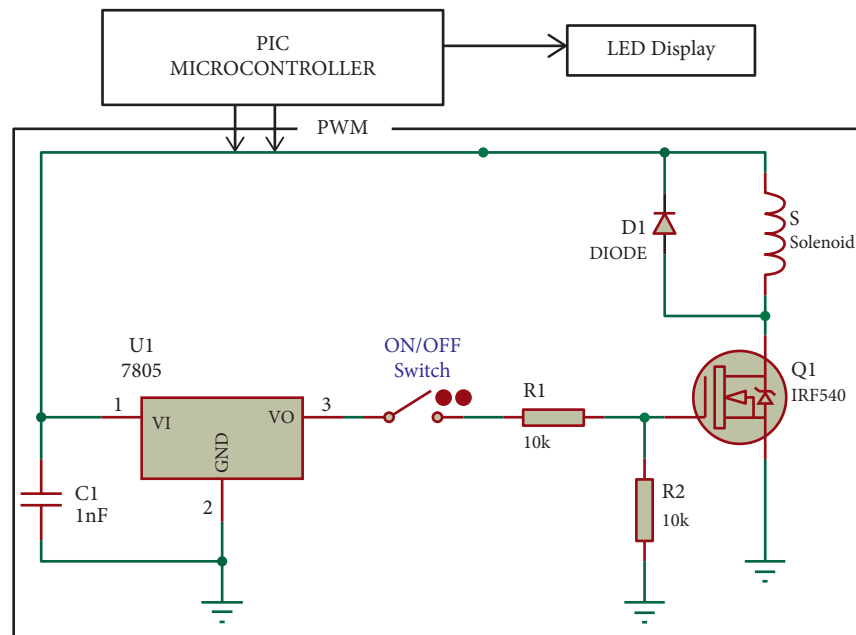 PIC
MICROCONTROLLER
LED Display
PWM
D1
DIODE
S
Solenoid
U1
7805
ON/OFF
Switch
1
VI
VO
3
GND
2
R1
10k
Q1
IRF540
C1
1nF
R2
10k